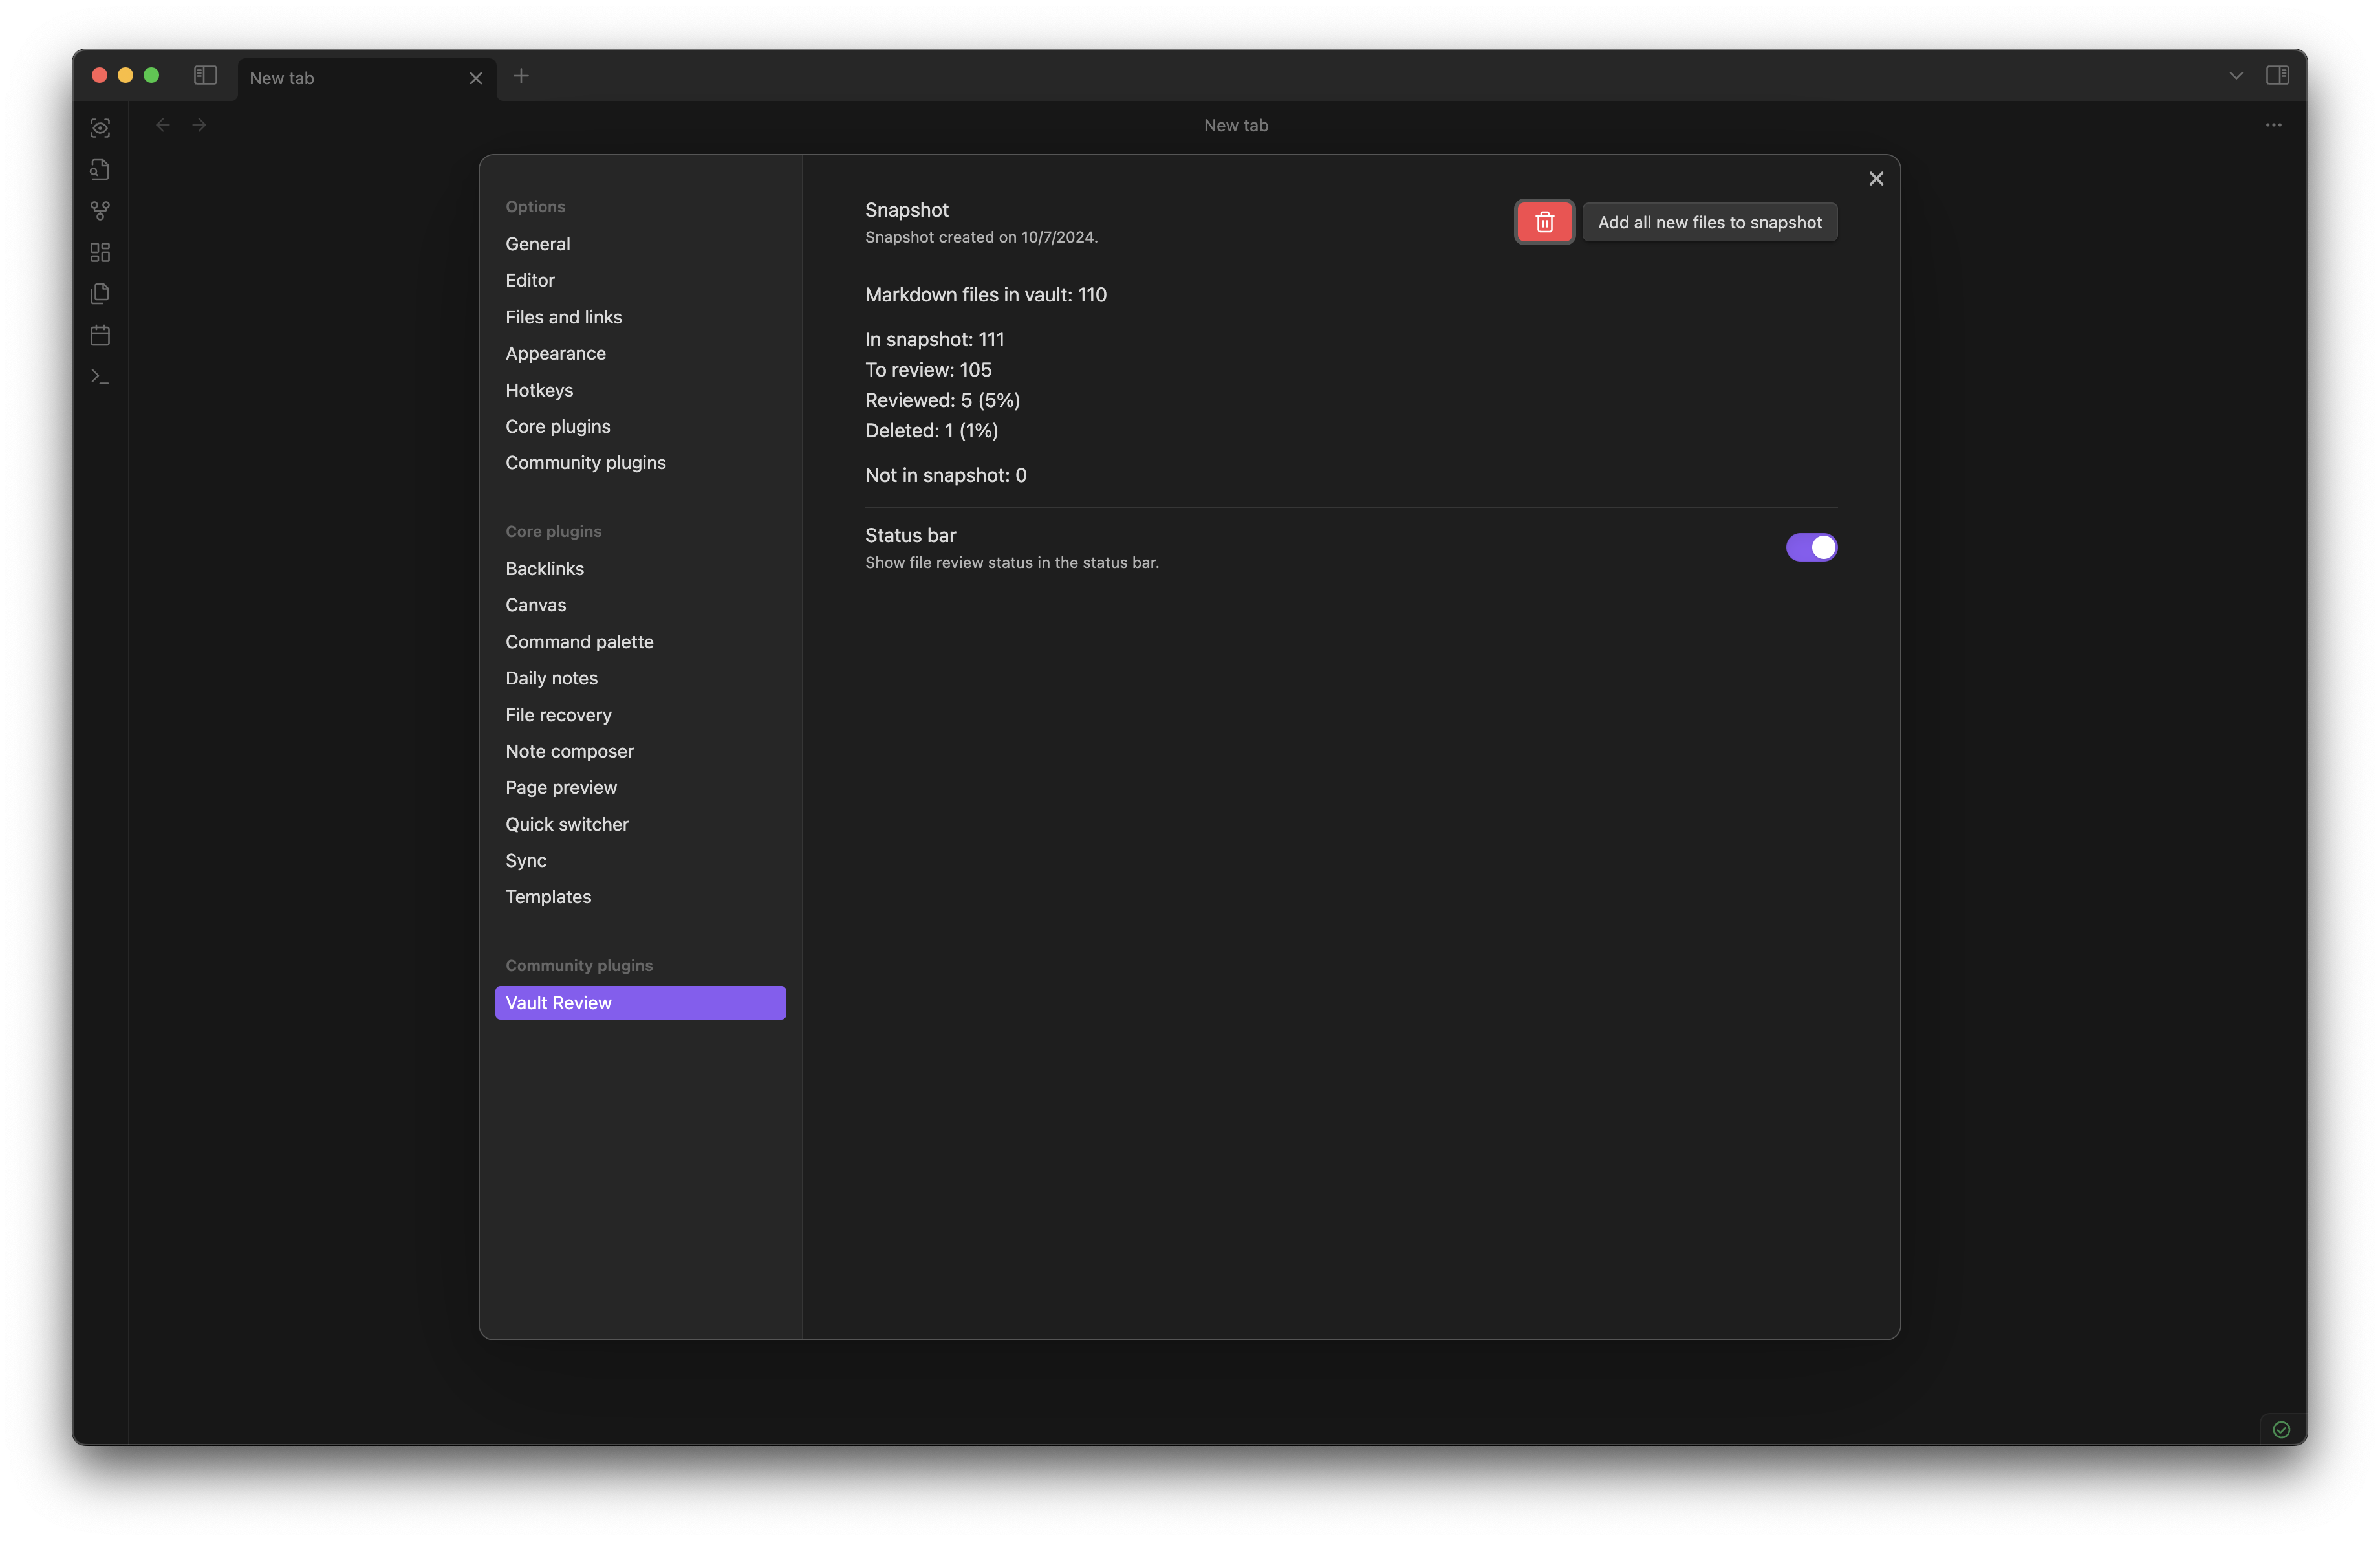 New tab
New tab
Options
General
Editor
Files and links
Appearance
Hotkeys
Core plugins
Community plugins
Core plugins
Backlinks
Canvas
Command palette
Daily notes
File recovery
Note composer
Page preview
Quick switcher
Sync
Templates
Community plugins
Vault Review
Snapshot
Snapshot created on 10/7/2024.
Add all new files to snapshot
Markdown files in vault: 110
In snapshot: 111
To review: 105
Reviewed: 5 (5%)
Deleted: 1 (1%)
Not in snapshot: 0
Status bar
Show file review status in the status bar.